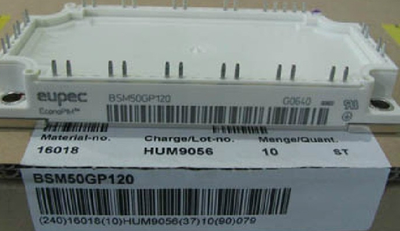 eupec BSM50GP120 G0640
EconoPIM™
Material-no. Charge/Lot-no. Menge/Quant.
16018 HUM9056 10 ST
BSM50GP120
(240)16018(10)HUM9056(37)10(90)079